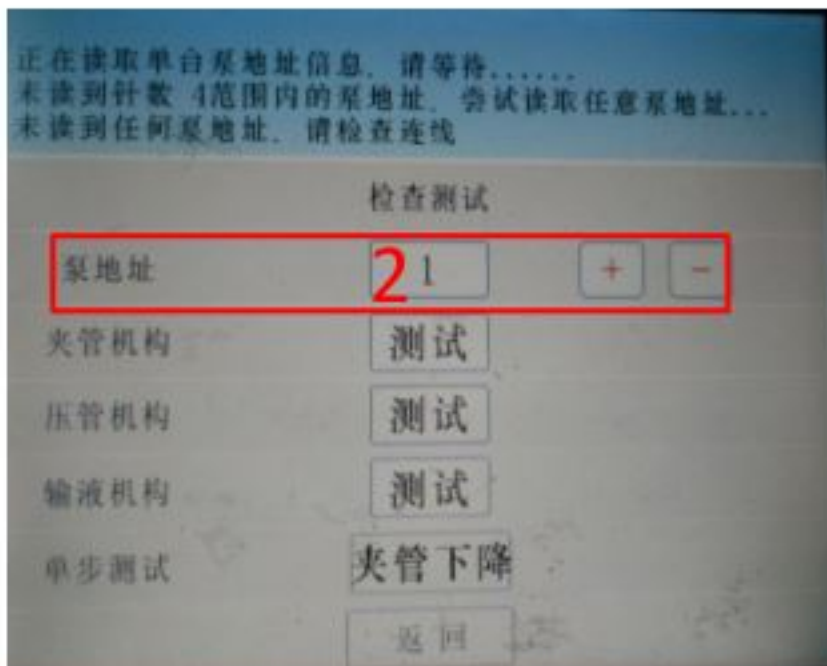 正在读取单台泵地址信息，请等待......
未读到针数 4范围内的泵地址，尝试读取任意泵地址...
未读到任何泵地址，请检查连线
检查测试
泵地址 2 1 + -
夹管机构 测试
压管机构 测试
输液机构 测试
单步测试 夹管下降
返回